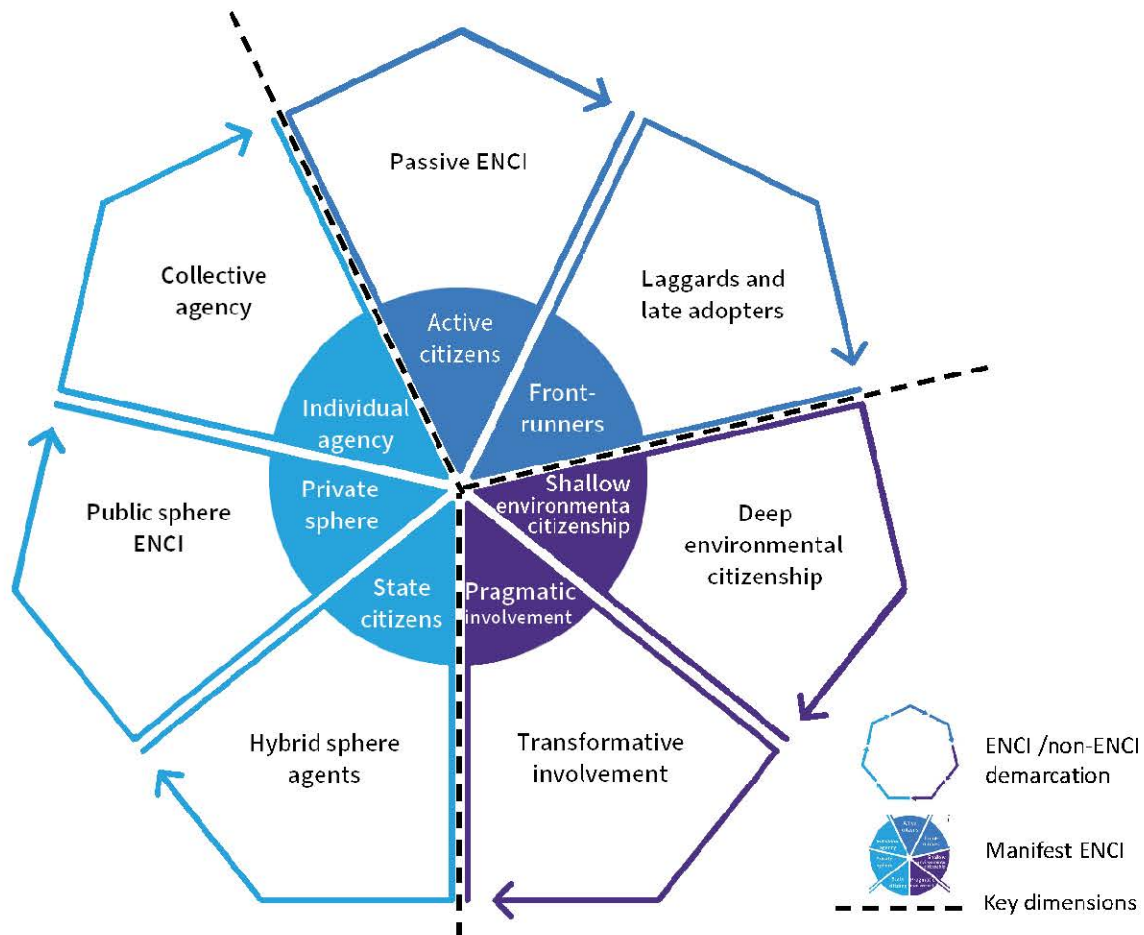 Passive ENCI
Collective
agency
Laggards and
late adopters
Active
citizens
Individual
agency
Front-
runners
Private
sphere
Shallow
environmenta
citizenship
Public sphere
ENCI
Deep
environmental
citizenship
State
citizens
Pragmatic
involvement
Hybrid sphere
agents
Transformative
involvement
ENCI /non-ENCI
demarcation
Manifest ENCI
Key dimensions